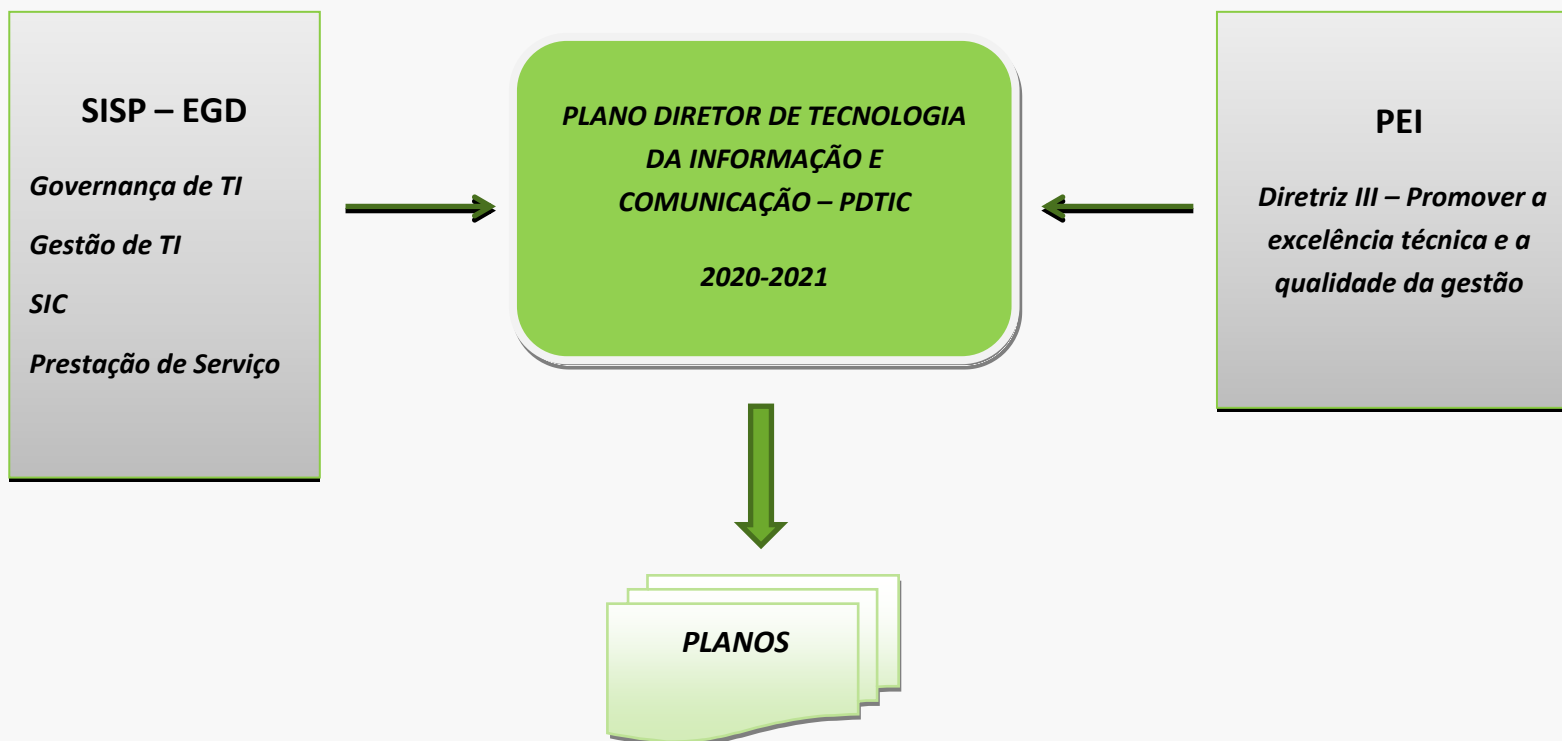 SISP – EGD
Governança de TI
Gestão de TI
SIC
Prestação de Serviço
PLANO DIRETOR DE TECNOLOGIA
DA INFORMAÇÃO E
COMUNICAÇÃO – PDTIC
2020-2021
PEI
Diretriz III – Promover a
excelência técnica e a
qualidade da gestão
PLANOS